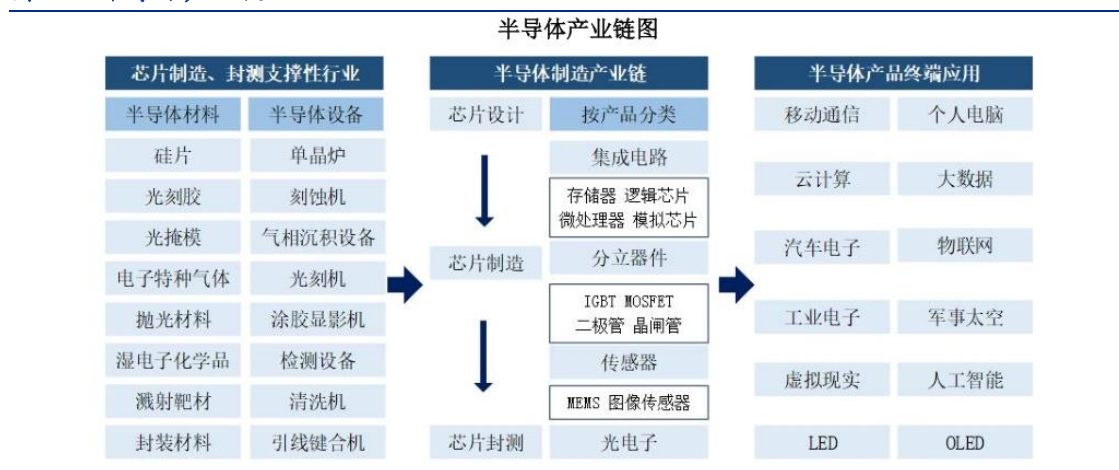 半导体产业链图
芯片制造、封测支撑性行业
半导体材料 半导体设备
硅片 单晶炉
光刻胶 刻蚀机
光掩模 气相沉积设备
电子特种气体 光刻机
抛光材料 涂胶显影机
湿电子化学品 检测设备
溅射靶材 清洗机
封装材料 引线键合机
半导体制造产业链
芯片设计
芯片制造
芯片封测
按产品分类
集成电路
存储器 逻辑芯片
微处理器 模拟芯片
分立器件
IGBT MOSFET
二极管 晶闸管
传感器
MEMS 图像传感器
光电子
半导体产品终端应用
移动通信 个人电脑
云计算 大数据
汽车电子 物联网
工业电子 军事太空
虚拟现实 人工智能
LED OLED